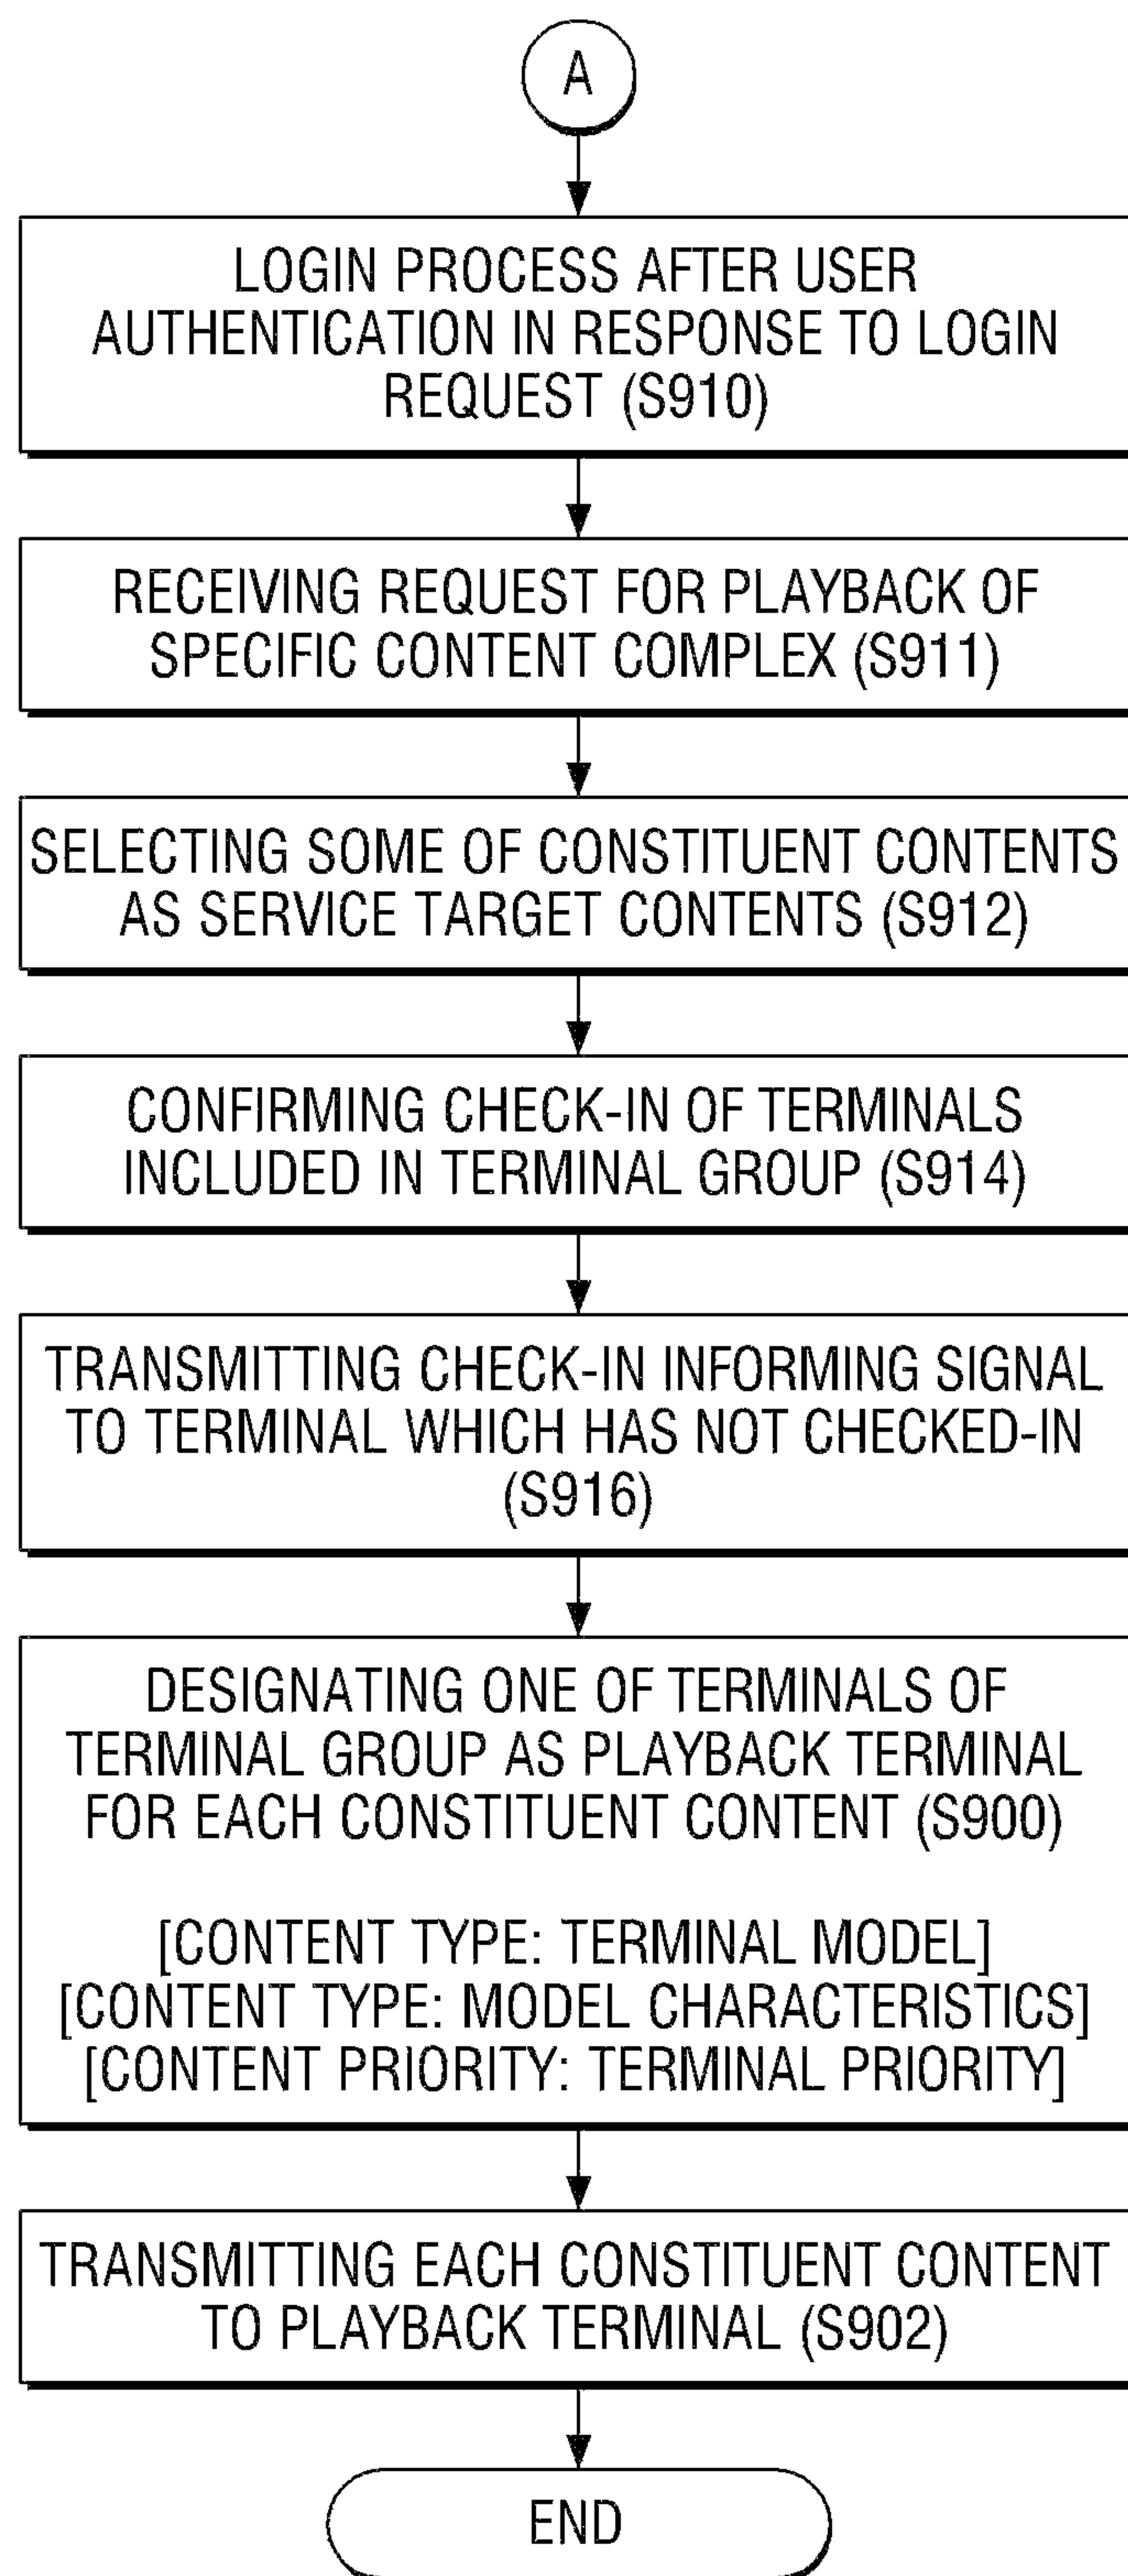 A
LOGIN PROCESS AFTER USER
AUTHENTICATION IN RESPONSE TO LOGIN
REQUEST (S910)
RECEIVING REQUEST FOR PLAYBACK OF
SPECIFIC CONTENT COMPLEX (S911)
SELECTING SOME OF CONSTITUENT CONTENTS
AS SERVICE TARGET CONTENTS (S912)
CONFIRMING CHECK-IN OF TERMINALS
INCLUDED IN TERMINAL GROUP (S914)
TRANSMITTING CHECK-IN INFORMING SIGNAL
TO TERMINAL WHICH HAS NOT CHECKED-IN
(S916)
DESIGNATING ONE OF TERMINALS OF
TERMINAL GROUP AS PLAYBACK TERMINAL
FOR EACH CONSTITUENT CONTENT (S900)
[CONTENT TYPE: TERMINAL MODEL]
[CONTENT TYPE: MODEL CHARACTERISTICS]
[CONTENT PRIORITY: TERMINAL PRIORITY]
TRANSMITTING EACH CONSTITUENT CONTENT
TO PLAYBACK TERMINAL (S902)
END